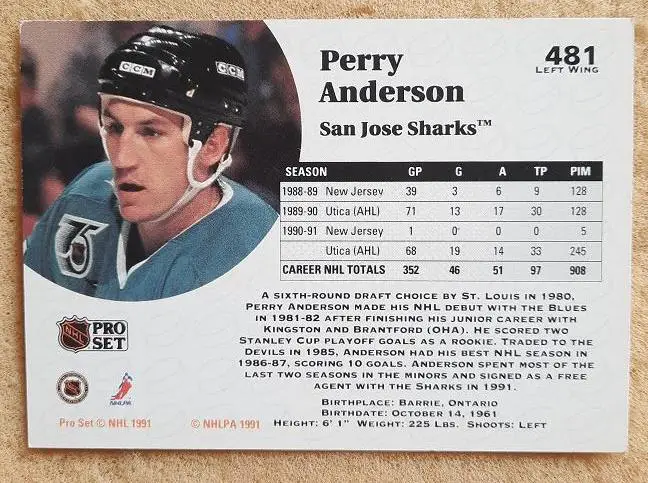 CCM
CCM
75
Perry
Anderson
San Jose Sharks™
481
LEFT WING
SEASON GP G A TP PIM
1988-89 New Jersey 39 3 6 9 128
1989-90 Utica (AHL) 71 13 17 30 128
1990-91 New Jersey 1 0 0 0 5
Utica (AHL) 68 19 14 33 245
CAREER NHL TOTALS 352 46 51 97 908
A SIXTH-ROUND DRAFT CHOICE BY ST. LOUIS IN 1980,
PERRY ANDERSON MADE HIS NHL DEBUT WITH THE BLUES
IN 1981-82 AFTER FINISHING HIS JUNIOR CAREER WITH
KINGSTON AND BRANTFORD (OHA). HE SCORED TWO
STANLEY CUP PLAYOFF GOALS AS A ROOKIE. TRADED TO THE
DEVILS IN 1985, ANDERSON HAD HIS BEST NHL SEASON IN
1986-87, SCORING 10 GOALS. ANDERSON SPENT MOST OF THE
LAST TWO SEASONS IN THE MINORS AND SIGNED AS A FREE
AGENT WITH THE SHARKS IN 1991.
BIRTHPLACE: BARRIE, ONTARIO
BIRTHDATE: OCTOBER 14, 1961
HEIGHT: 6' 1" WEIGHT: 225 LBS. SHOOTS: LEFT
NHL PRO
SET
NHLPA
Pro Set © NHL 1991 © NHLPA 1991